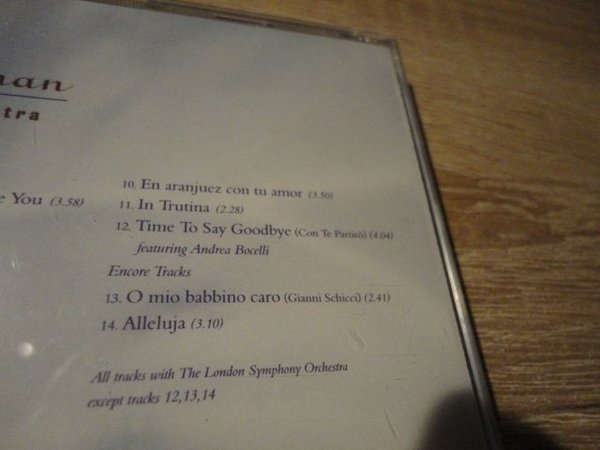 man
tra
e You (3.58)
10. En aranjuez con tu amor (3.50)
11. In Trutina (2.28)
12. Time To Say Goodbye (Con Te Partirò) (4.04)
featuring Andrea Bocelli
Encore Tracks
13. O mio babbino caro (Gianni Schicci) (2.41)
14. Alleluja (3.10)
All tracks with The London Symphony Orchestra
except tracks 12,13,14